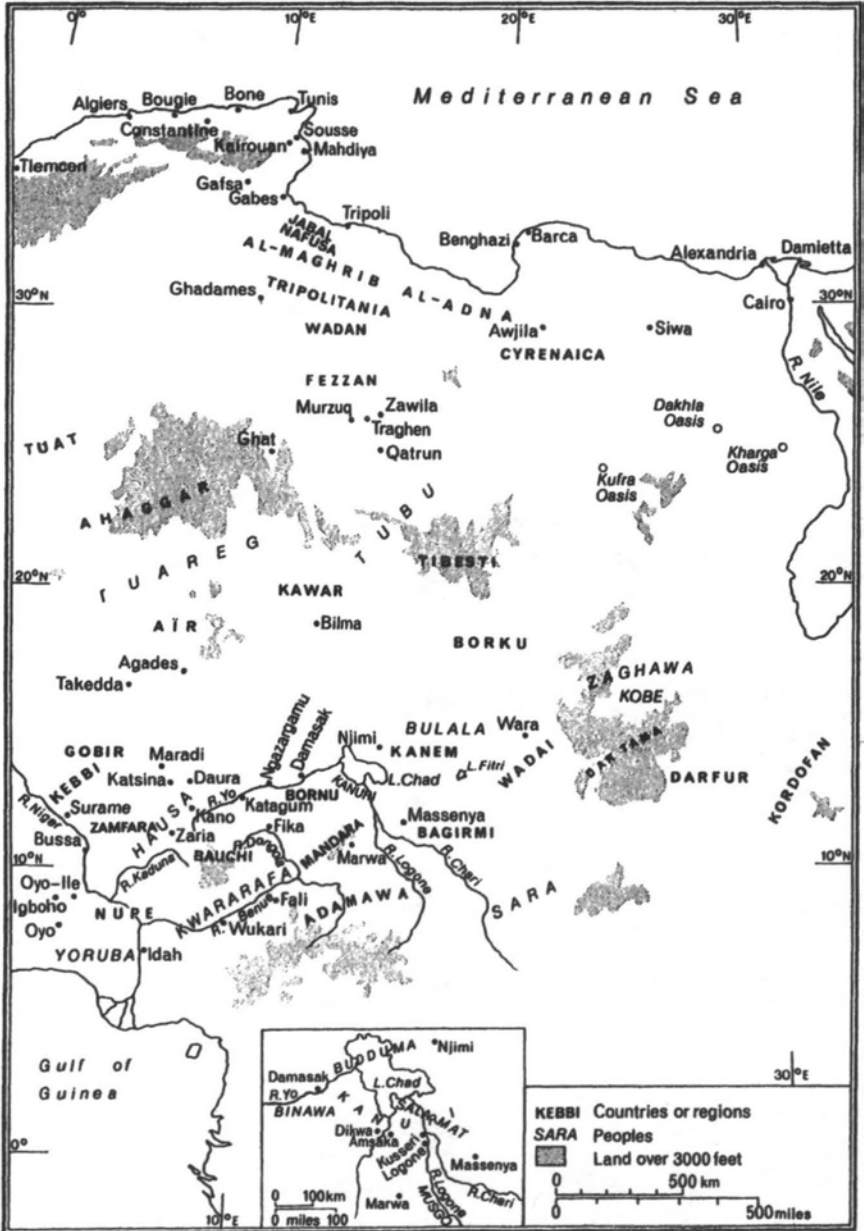 0°
10°E
20°E
30°E
Mediterranean Sea
Algiers
Bougie
Bone
Tunis
Constantine
Sousse
Kairouan
Mahdiya
Tlemcen
Gafsa
Gabes
Tripoli
JABAL
NAFUSA
Benghazi
Barca
Alexandria
Damietta
AL-MAGHRIB AL-ADNA
30°N
Ghadames
TRIPOLITANIA
Cairo
30°N
WADAN
Awjila
Siwa
CYRENAICA
R. Nile
FEZZAN
Murzuq
Zawila
Traghen
Dakhla
Oasis
TUAT
Ghat
Qatrun
Kharga
Oasis
Kufra
Oasis
AHAGGAR
TUBU
TUAREG
TIBESTI
20°N
KAWAR
20°N
AÏR
Bilma
BORKU
Agades
Takedda
ZAGHAWA
KOBE
Ngazargamu
Damasak
Njimi
BULALA
Wara
GOBIR
Maradi
KANEM
WADAI
DAR TAMA
KORDOFAN
KEBBI
Katsina
Daura
L.Chad
L.Fitri
DARFUR
R.Niger
Surame
R.Yo
BORNU
KANURI
Kano
Katagum
Massenya
ZAMFARA
HAUSA
Zaria
Fika
BAGIRMI
Bussa
BAUCHI
MANDARA
Marwa
10°N
R.Kaduna
R.Logone
R.Chari
10°N
Oyo-Ile
KWARARAFA
SARA
Igboho
NUPE
R. Benue
Fali
ADAMAWA
Oyo
Wukari
YORUBA
Idah
Gulf of
Guinea
0°
10°E
30°E
BUDDUMA
Njimi
Damasak
L.Chad
R.Yo
BINAWA
KANURI
SALAMAT
Dikwa
Amsaka
Kusseri
Logone
Massenya
R.Logone
R.Chari
Marwa
MUSGO
0 100km
0 miles 100
KEBBI Countries or regions
SARA Peoples
Land over 3000 feet
0 500 km
0 500 miles